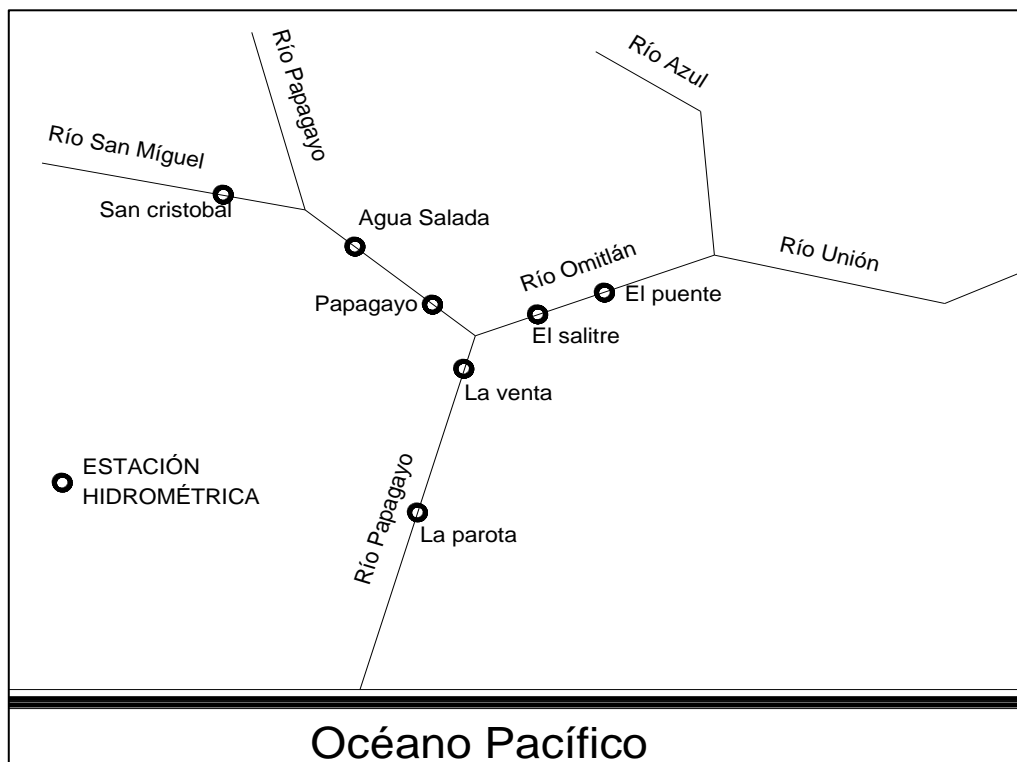 Río Papagayo
Río Azul
Río San Míguel
San cristobal
Agua Salada
Río Unión
Río Omitlán
El puente
Papagayo
El salitre
La venta
ESTACIÓN
HIDROMÉTRICA
Río Papagayo
La parota
Océano Pacífico